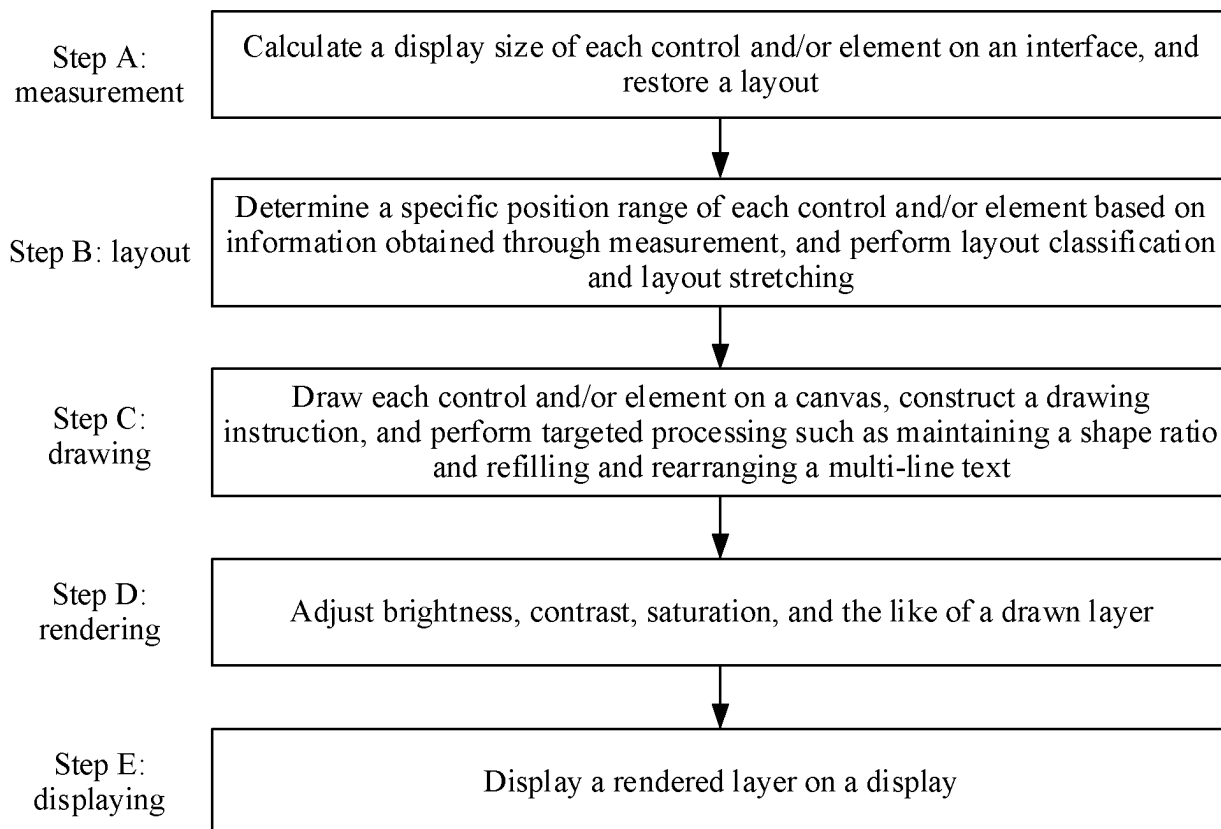 Step A:
measurement
Calculate a display size of each control and/or element on an interface, and
restore a layout
Step B: layout
Determine a specific position range of each control and/or element based on
information obtained through measurement, and perform layout classification
and layout stretching
Step C:
drawing
Draw each control and/or element on a canvas, construct a drawing
instruction, and perform targeted processing such as maintaining a shape ratio
and refilling and rearranging a multi-line text
Step D:
rendering
Adjust brightness, contrast, saturation, and the like of a drawn layer
Step E:
displaying
Display a rendered layer on a display